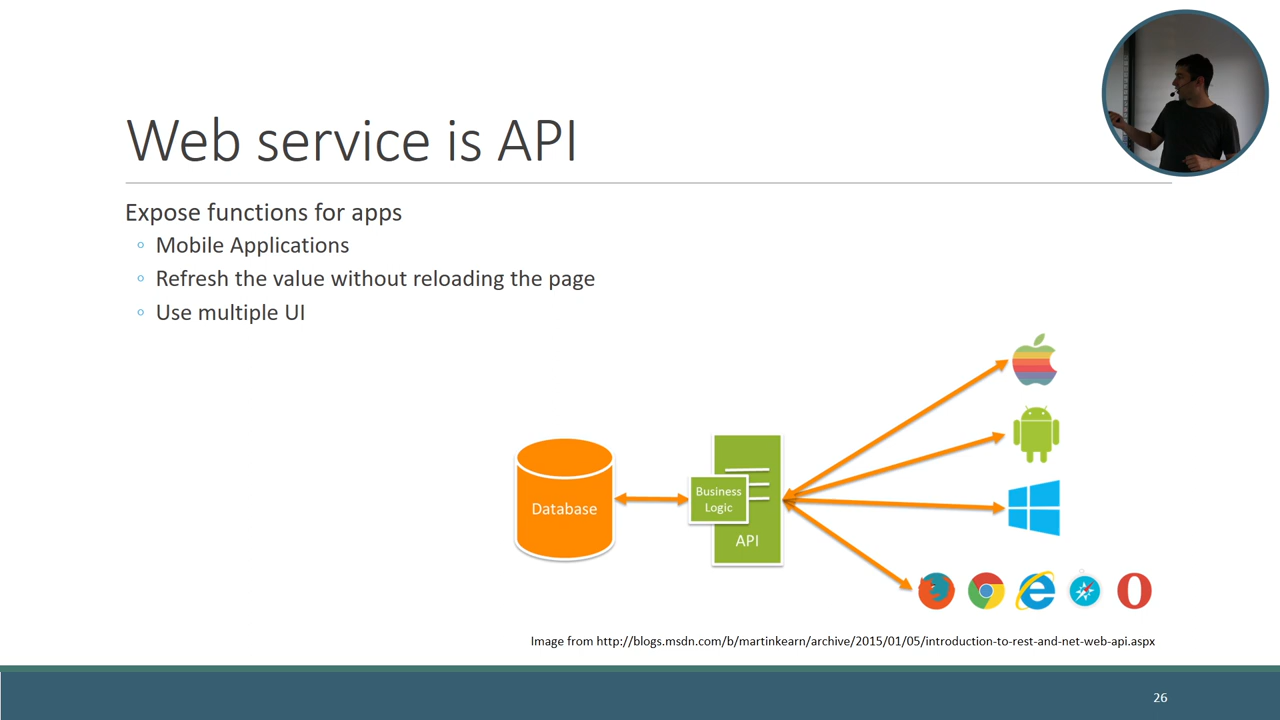 Web service is API
Expose functions for apps
Mobile Applications
Refresh the value without reloading the page
Use multiple UI
Database
Business
Logic
API
Image from http://blogs.msdn.com/b/martinkearn/archive/2015/01/05/introduction-to-rest-and-net-web-api.aspx
26